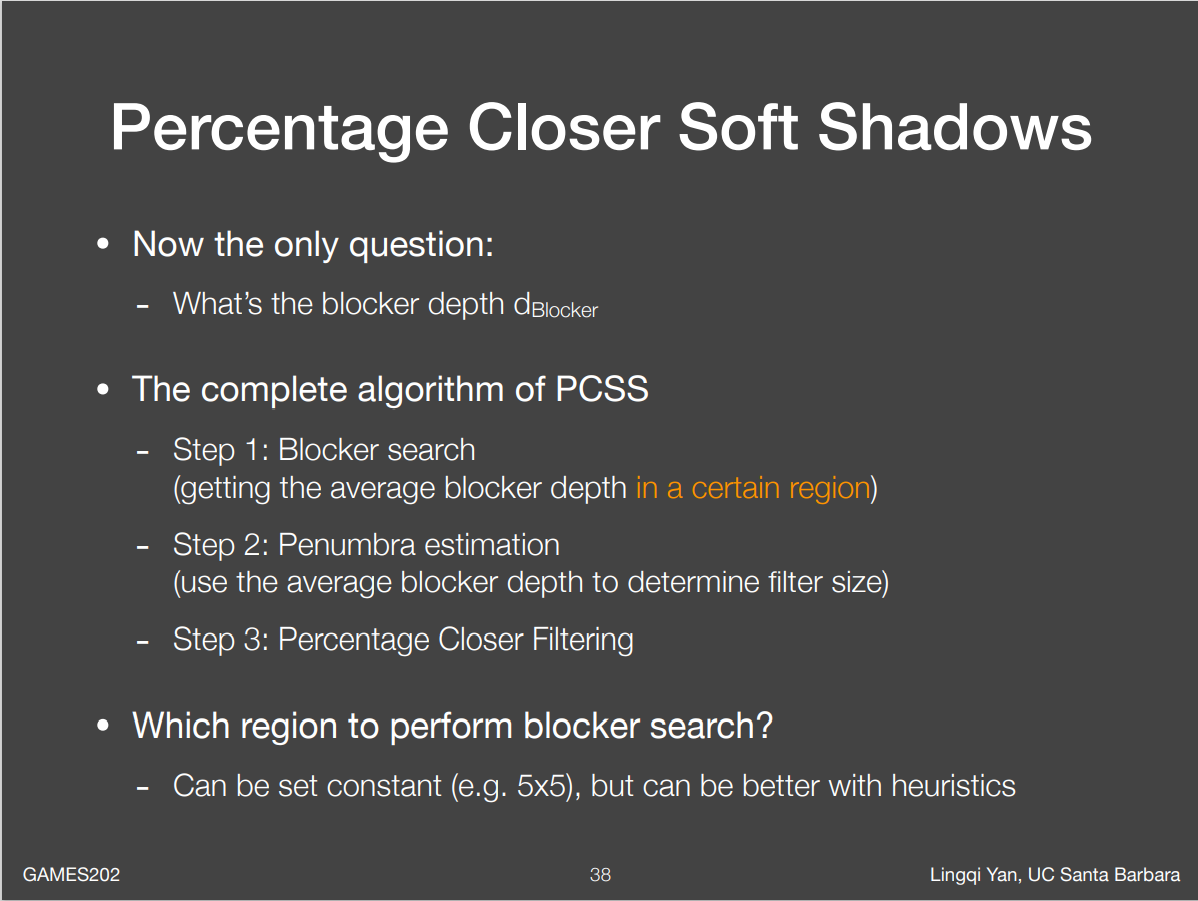 Percentage Closer Soft Shadows
• Now the only question:
- What’s the blocker depth dBlocker
• The complete algorithm of PCSS
- Step 1: Blocker search
(getting the average blocker depth in a certain region)
- Step 2: Penumbra estimation
(use the average blocker depth to determine filter size)
- Step 3: Percentage Closer Filtering
• Which region to perform blocker search?
- Can be set constant (e.g. 5x5), but can be better with heuristics
GAMES202
38
Lingqi Yan, UC Santa Barbara